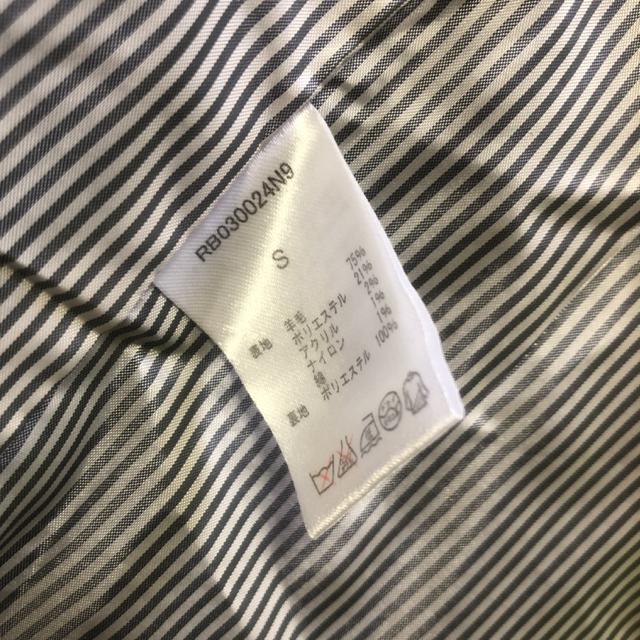 RB030024N9
S
表地 羊毛 75%
ポリエステル 21%
アクリル 2%
ナイロン 1%
綿 1%
裏地 ポリエステル 100%